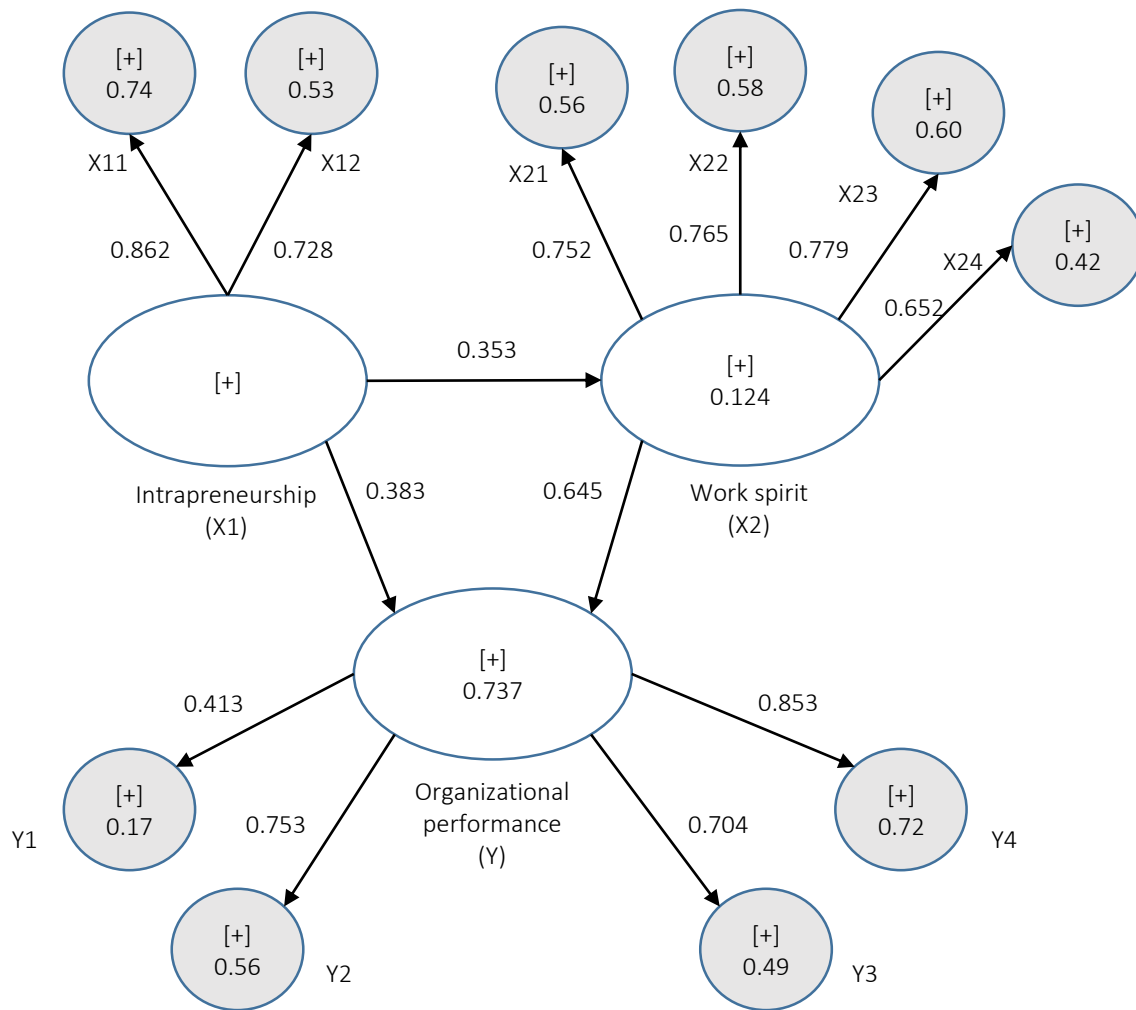 [+]
0.74
[+]
0.53
[+]
0.56
[+]
0.58
[+]
0.60
[+]
0.42
X11
X12
X21
X22
X23
X24
0.862
0.728
0.752
0.765
0.779
0.652
[+]
0.353
[+]
0.124
Intrapreneurship
(X1)
0.383
0.645
Work spirit
(X2)
[+]
0.737
Organizational
performance
(Y)
0.413
0.853
0.753
0.704
[+]
0.17
Y1
[+]
0.56
Y2
[+]
0.49
Y3
[+]
0.72
Y4